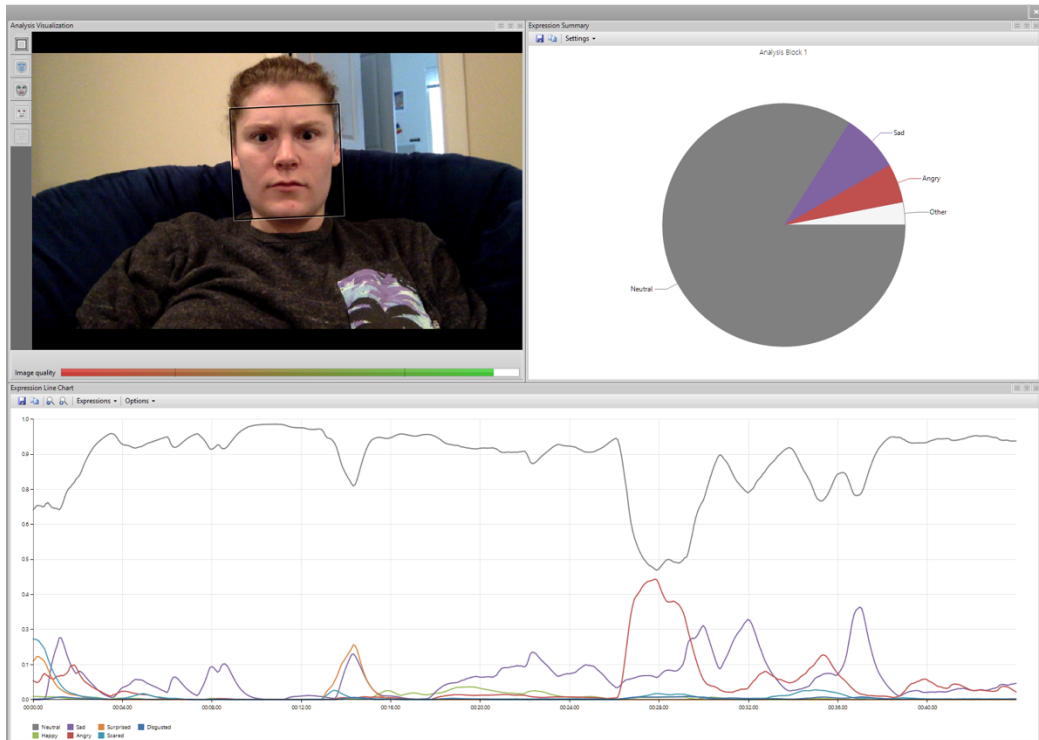 Analysis Visualization
Image quality
Expression Summary
Settings
Analysis Block 1
Sad
Angry
Other
Neutral
Expression Line Chart
Expressions
Options
1.0
0.9
0.8
0.6
0.5
0.4
0.3
0.1
0.0
00:00:00 00:04:00 00:08:00 00:12:00 00:16:00 00:20:00 00:24:00 00:28:00 00:32:00 00:36:00 00:40:00
Neutral Sad Surprised Disgusted
Happy Angry Scared